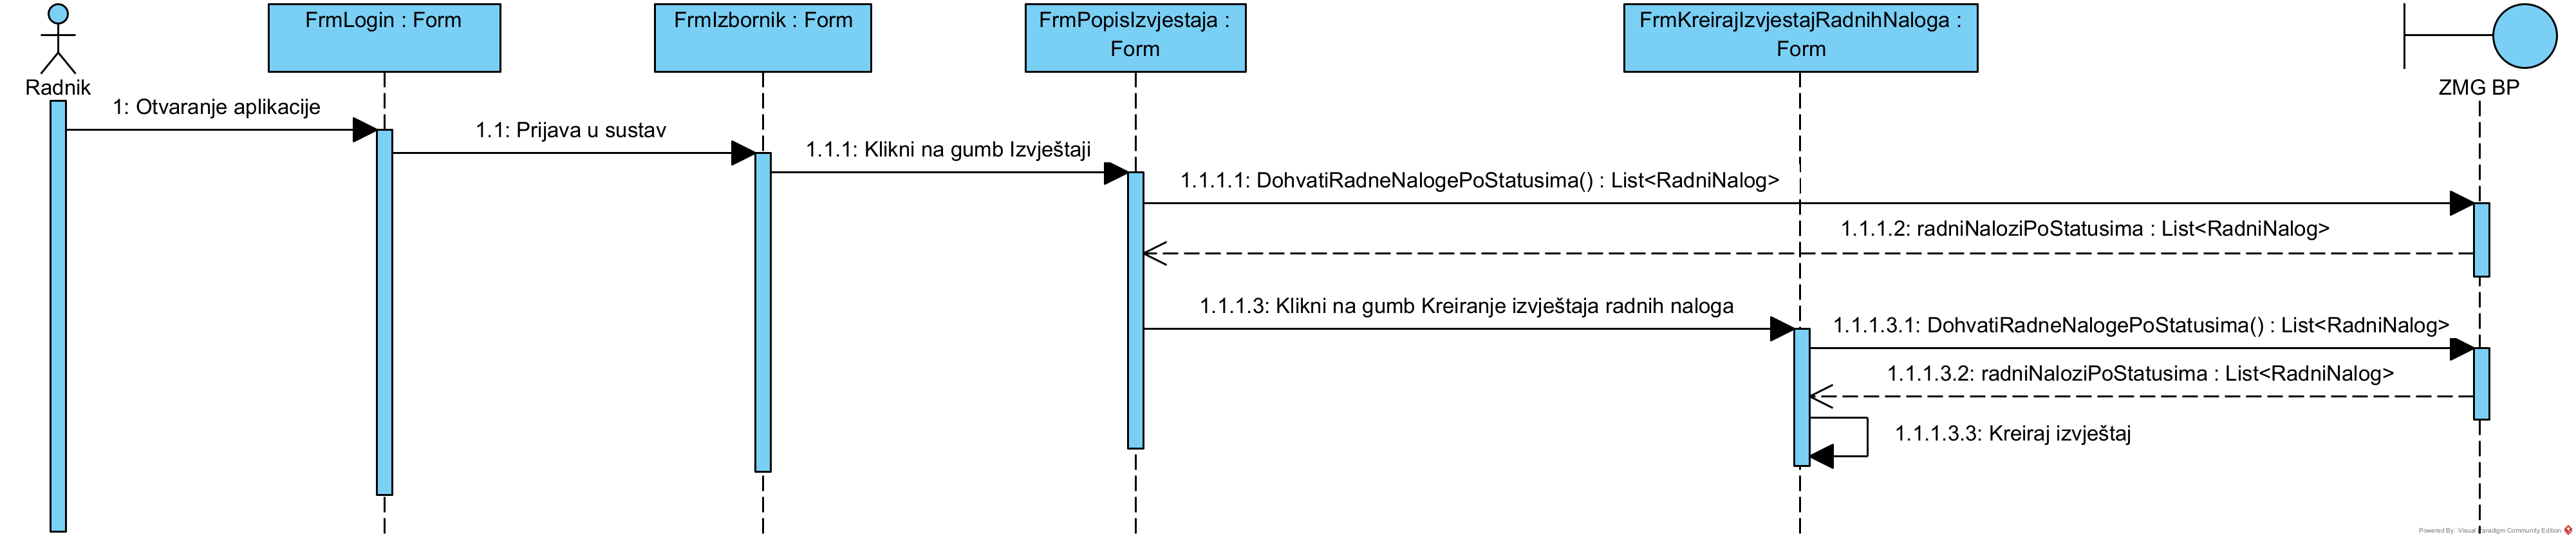 FrmLogin : Form
FrmIzbornik : Form
FrmPopisIzvjestaja :
Form
FrmKreirajIzvjestajRadnihNaloga :
Form
Radnik
ZMG BP
1: Otvaranje aplikacije
1.1: Prijava u sustav
1.1.1: Klikni na gumb Izvještaji
1.1.1.1: DohvatiRadneNalogePoStatusima() : List<RadniNalog>
1.1.1.2: radniNaloziPoStatusima : List<RadniNalog>
1.1.1.3: Klikni na gumb Kreiranje izvještaja radnih naloga
1.1.1.3.1: DohvatiRadneNalogePoStatusima() : List<RadniNalog>
1.1.1.3.2: radniNaloziPoStatusima : List<RadniNalog>
1.1.1.3.3: Kreiraj izvještaj
Powered By Visual Paradigm Community Edition